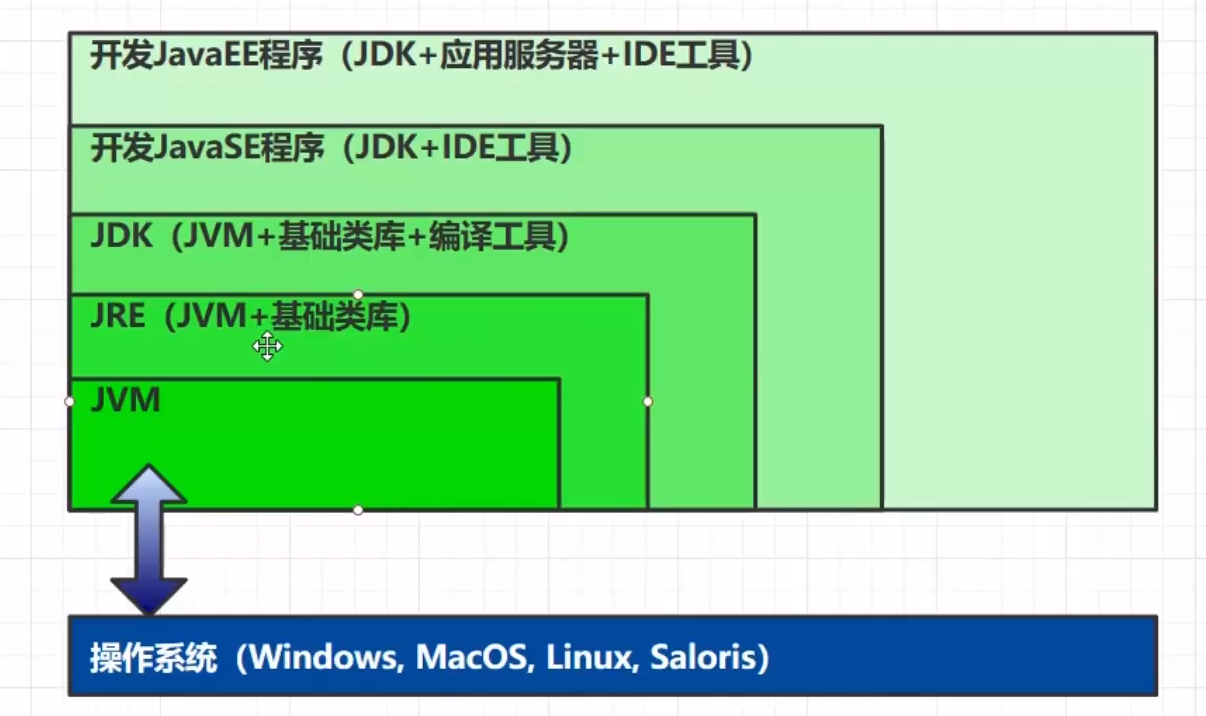 开发JavaEE程序（JDK+应用服务器+IDE工具）
开发JavaSE程序（JDK+IDE工具）
JDK（JVM+基础类库+编译工具）
JRE（JVM+基础类库）
JVM
操作系统（Windows, MacOS, Linux, Saloris）